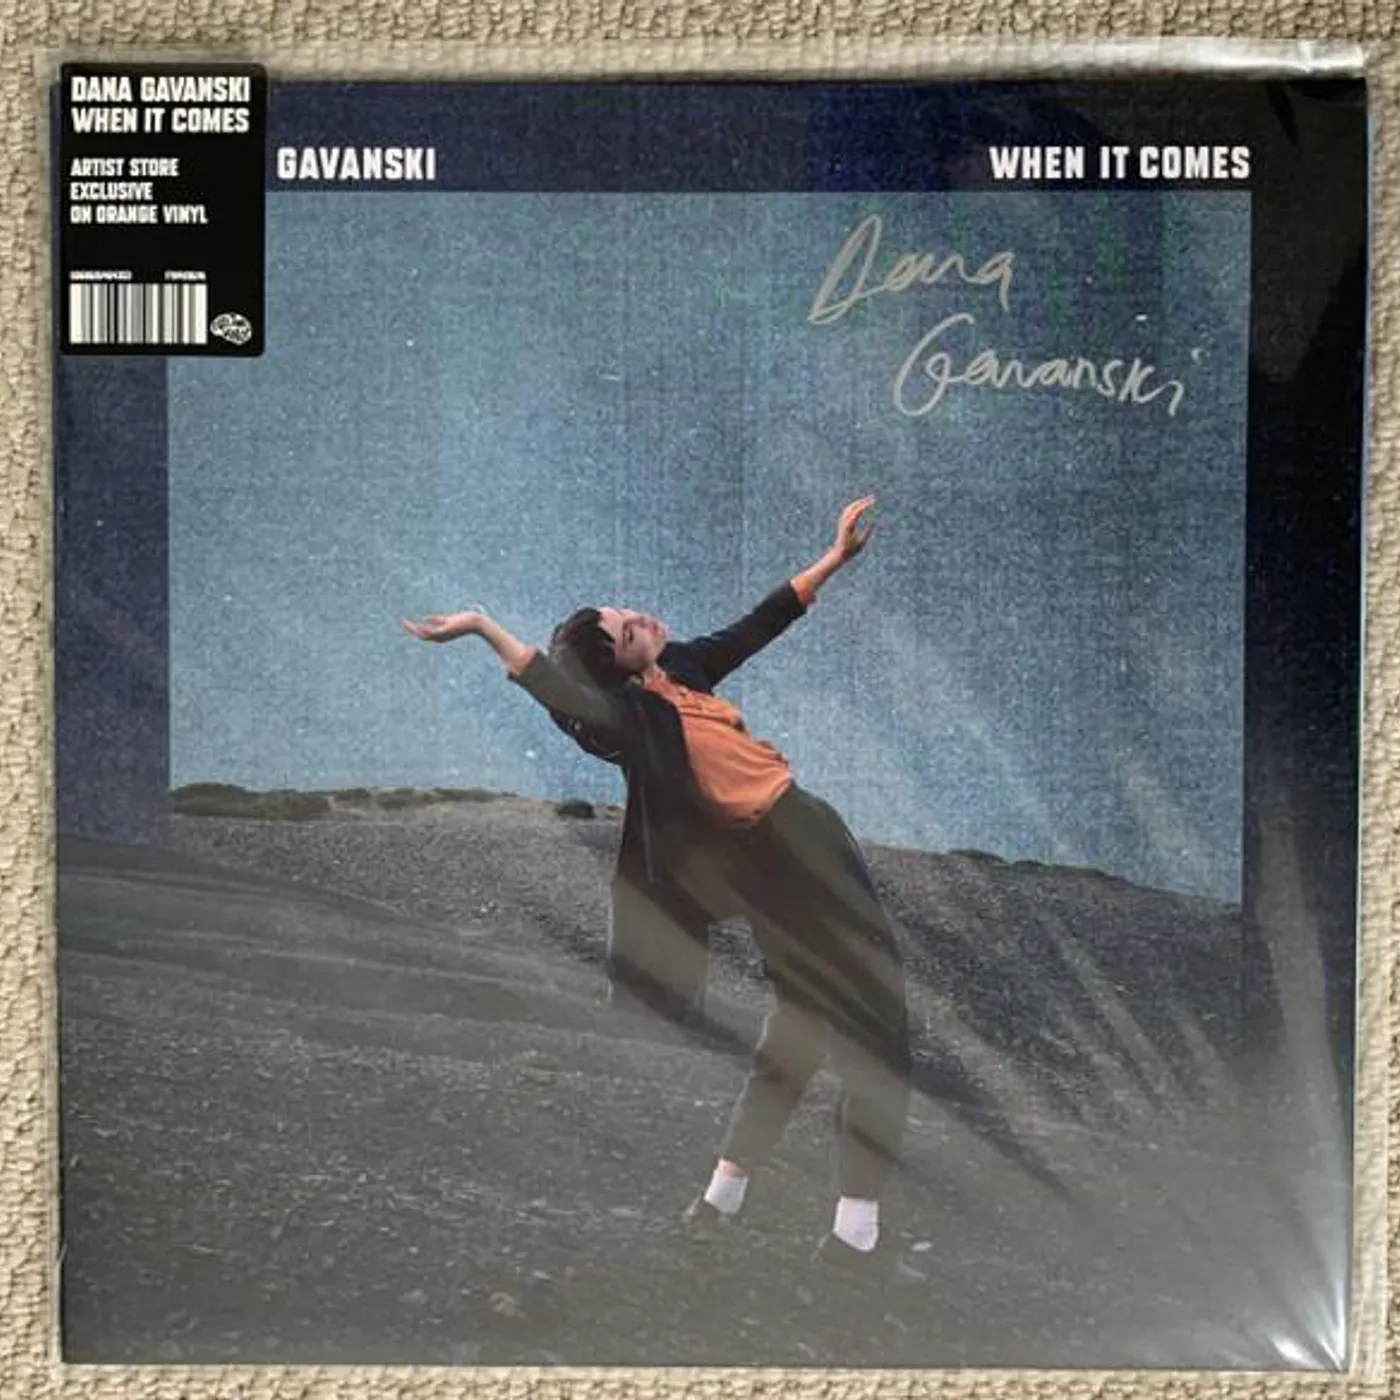 DANA GAVANSKI
WHEN IT COMES
ARTIST STORE
EXCLUSIVE
ON ORANGE VINYL
GAVANSKI
WHEN IT COMES
Dana
Gavanski